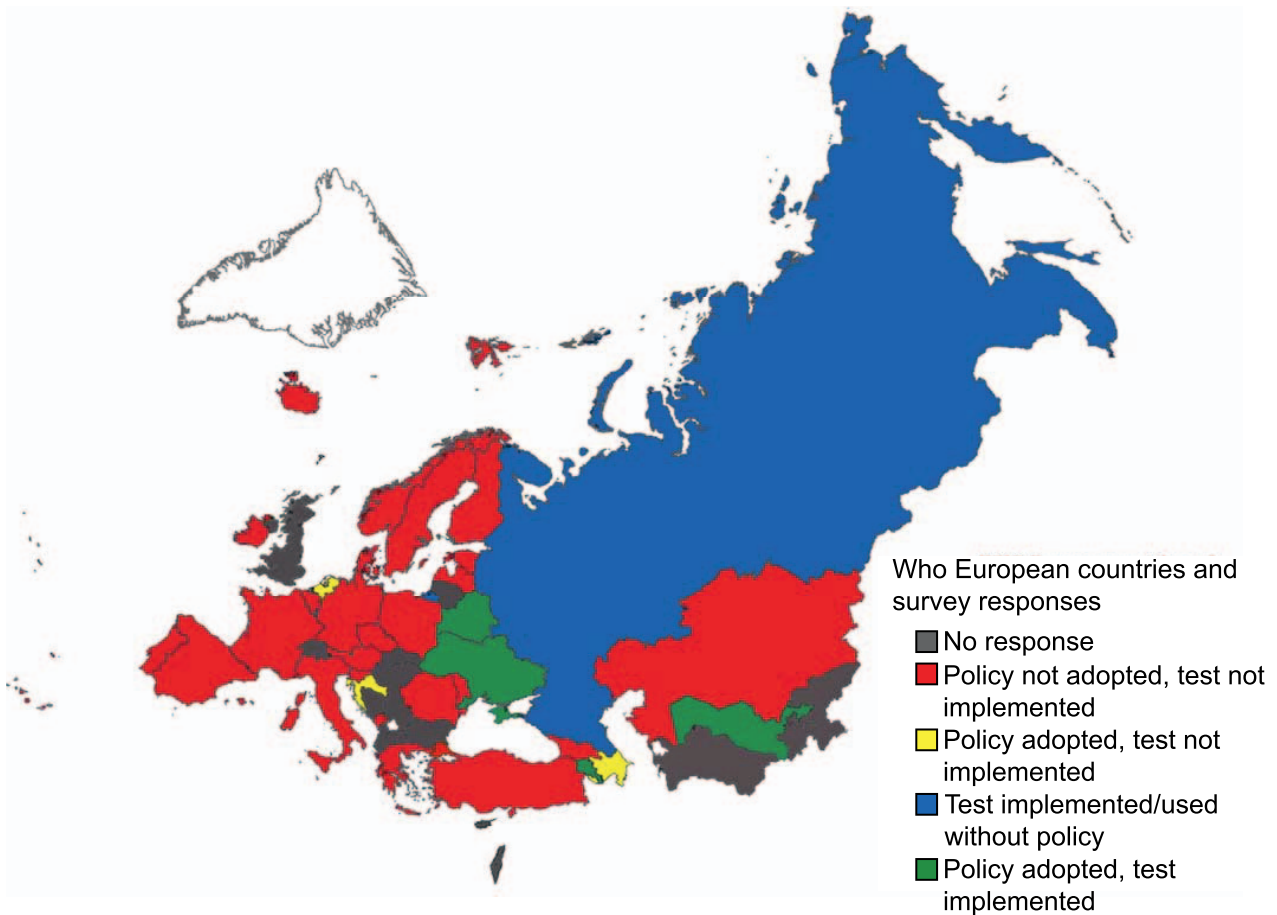 Who European countries and
survey responses
No response
Policy not adopted, test not
implemented
Policy adopted, test not
implemented
Test implemented/used
without policy
Policy adopted, test
implemented